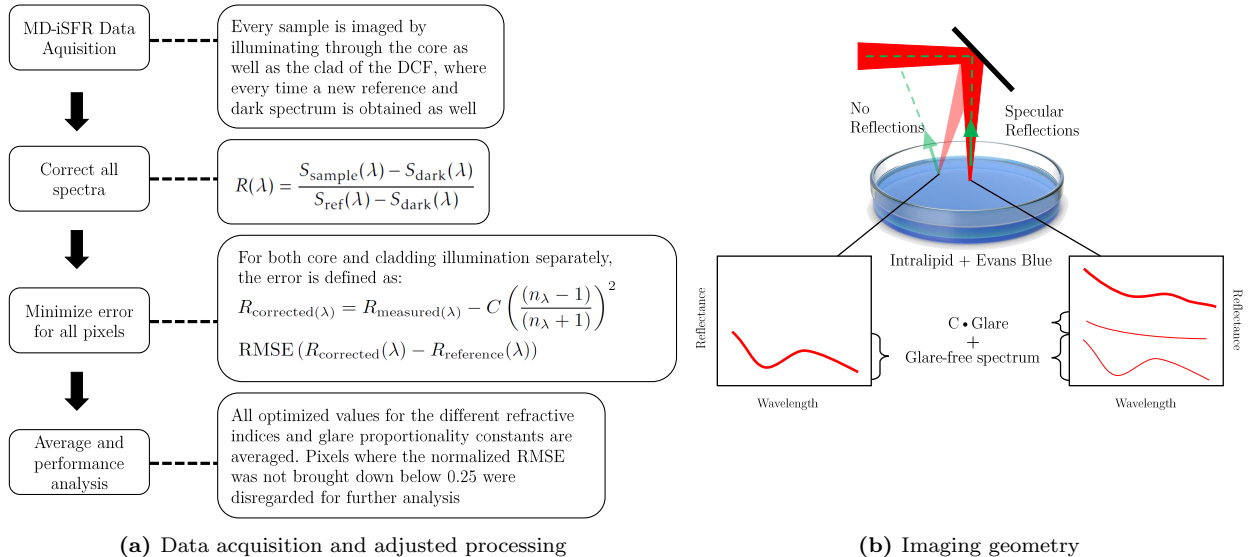 MD-iSFR Data
Aquisition
Every sample is imaged by
illuminating through the core as
well as the clad of the DCF, where
every time a new reference and
dark spectrum is obtained as well
Correct all
spectra
R(λ) = (S_sample(λ) − S_dark(λ)) / (S_ref(λ) − S_dark(λ))
Minimize error
for all pixels
For both core and cladding illumination separately,
the error is defined as:
R_corrected(λ) = R_measured(λ) − C ( (n_λ − 1) / (n_λ + 1) )^2
RMSE (R_corrected(λ) − R_reference(λ))
Average and
performance
analysis
All optimized values for the different refractive
indices and glare proportionality constants are
averaged. Pixels where the normalized RMSE
was not brought down below 0.25 were
disregarded for further analysis
(a) Data acquisition and adjusted processing
No
Reflections
Specular
Reflections
Intralipid + Evans Blue
Reflectance
Wavelength
C • Glare
+
Glare-free spectrum
Reflectance
Wavelength
(b) Imaging geometry